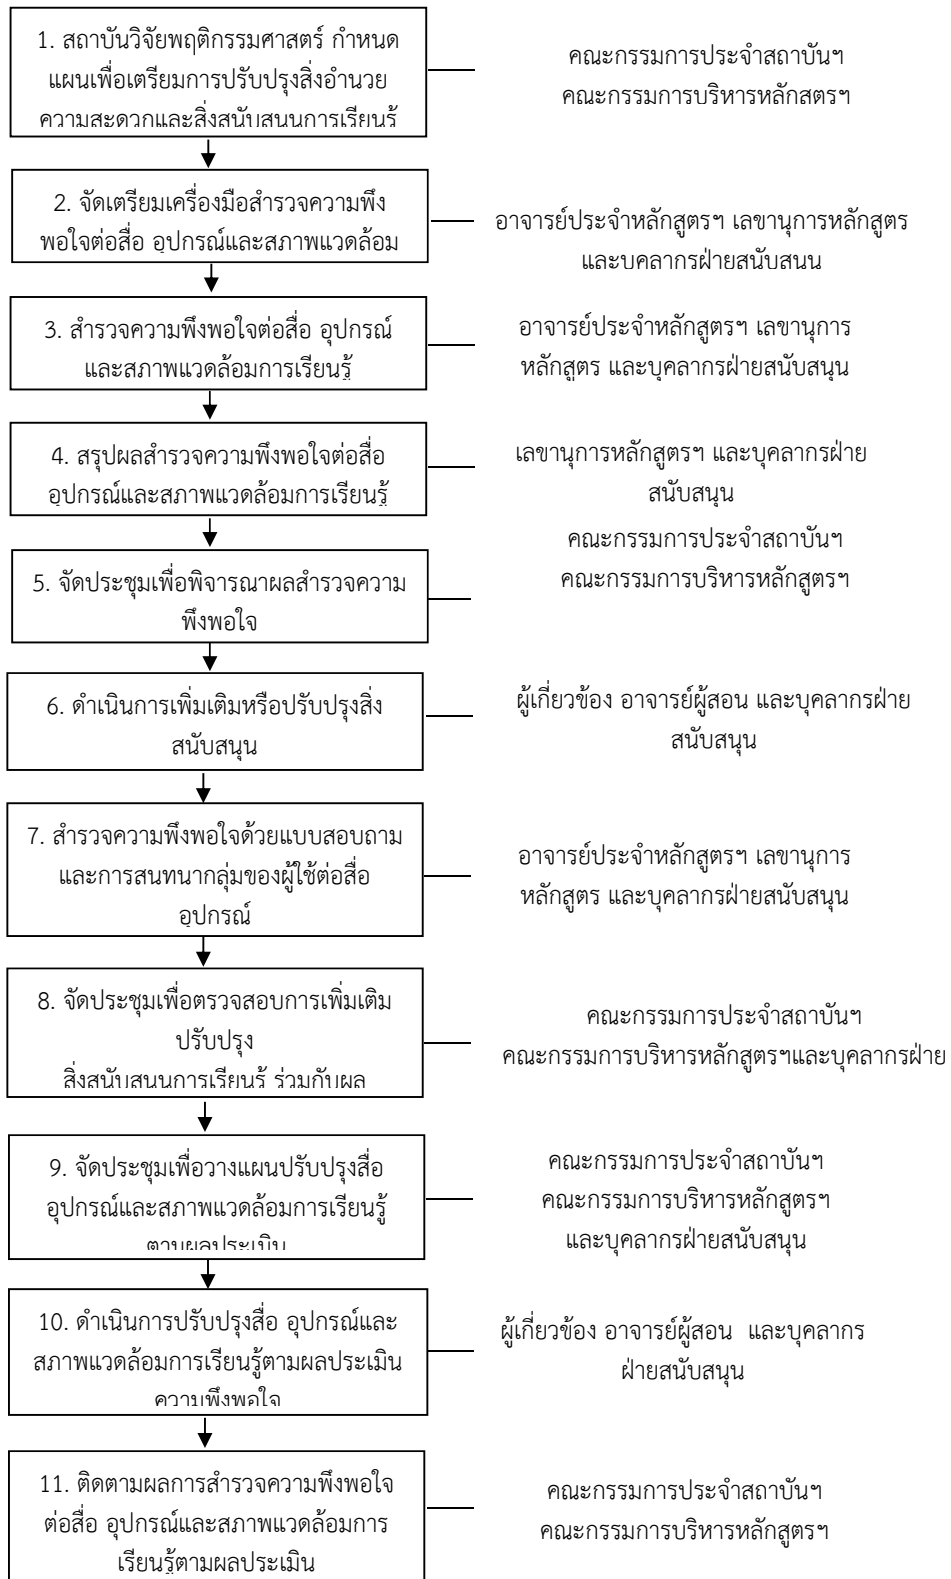 1. สถาบันวิจัยพฤติกรรมศาสตร์ กำหนด
แผนเพื่อเตรียมการปรับปรุงสิ่งอำนวย
ความสะดวกและสิ่งสนับสนุนการเรียนรู้
คณะกรรมการประจำสถาบันฯ
คณะกรรมการบริหารหลักสูตรฯ
2. จัดเตรียมเครื่องมือสำรวจความพึง
พอใจต่อสื่อ อุปกรณ์และสภาพแวดล้อม
อาจารย์ประจำหลักสูตรฯ เลขานุการหลักสูตร
และบุคลากรฝ่ายสนับสนุน
3. สำรวจความพึงพอใจต่อสื่อ อุปกรณ์
และสภาพแวดล้อมการเรียนรู้
อาจารย์ประจำหลักสูตรฯ เลขานุการ
หลักสูตร และบุคลากรฝ่ายสนับสนุน
4. สรุปผลสำรวจความพึงพอใจต่อสื่อ
อุปกรณ์และสภาพแวดล้อมการเรียนรู้
เลขานุการหลักสูตรฯ และบุคลากรฝ่าย
สนับสนุน
5. จัดประชุมเพื่อพิจารณาผลสำรวจความ
พึงพอใจ
คณะกรรมการประจำสถาบันฯ
คณะกรรมการบริหารหลักสูตรฯ
6. ดำเนินการเพิ่มเติมหรือปรับปรุงสิ่ง
สนับสนุน
ผู้เกี่ยวข้อง อาจารย์ผู้สอน และบุคลากรฝ่าย
สนับสนุน
7. สำรวจความพึงพอใจด้วยแบบสอบถาม
และการสนทนากลุ่มของผู้ใช้ต่อสื่อ
อุปกรณ์
อาจารย์ประจำหลักสูตรฯ เลขานุการ
หลักสูตร และบุคลากรฝ่ายสนับสนุน
8. จัดประชุมเพื่อตรวจสอบการเพิ่มเติม
ปรับปรุง
สิ่งสนับสนุนการเรียนรู้ ร่วมกับผล
คณะกรรมการประจำสถาบันฯ
คณะกรรมการบริหารหลักสูตรฯและบุคลากรฝ่าย
9. จัดประชุมเพื่อวางแผนปรับปรุงสื่อ
อุปกรณ์และสภาพแวดล้อมการเรียนรู้
ตามผลประเมิน
คณะกรรมการประจำสถาบันฯ
คณะกรรมการบริหารหลักสูตรฯ
และบุคลากรฝ่ายสนับสนุน
10. ดำเนินการปรับปรุงสื่อ อุปกรณ์และ
สภาพแวดล้อมการเรียนรู้ตามผลประเมิน
ความพึงพอใจ
ผู้เกี่ยวข้อง อาจารย์ผู้สอน และบุคลากร
ฝ่ายสนับสนุน
11. ติดตามผลการสำรวจความพึงพอใจ
ต่อสื่อ อุปกรณ์และสภาพแวดล้อมการ
เรียนรู้ตามผลประเมิน
คณะกรรมการประจำสถาบันฯ
คณะกรรมการบริหารหลักสูตรฯ